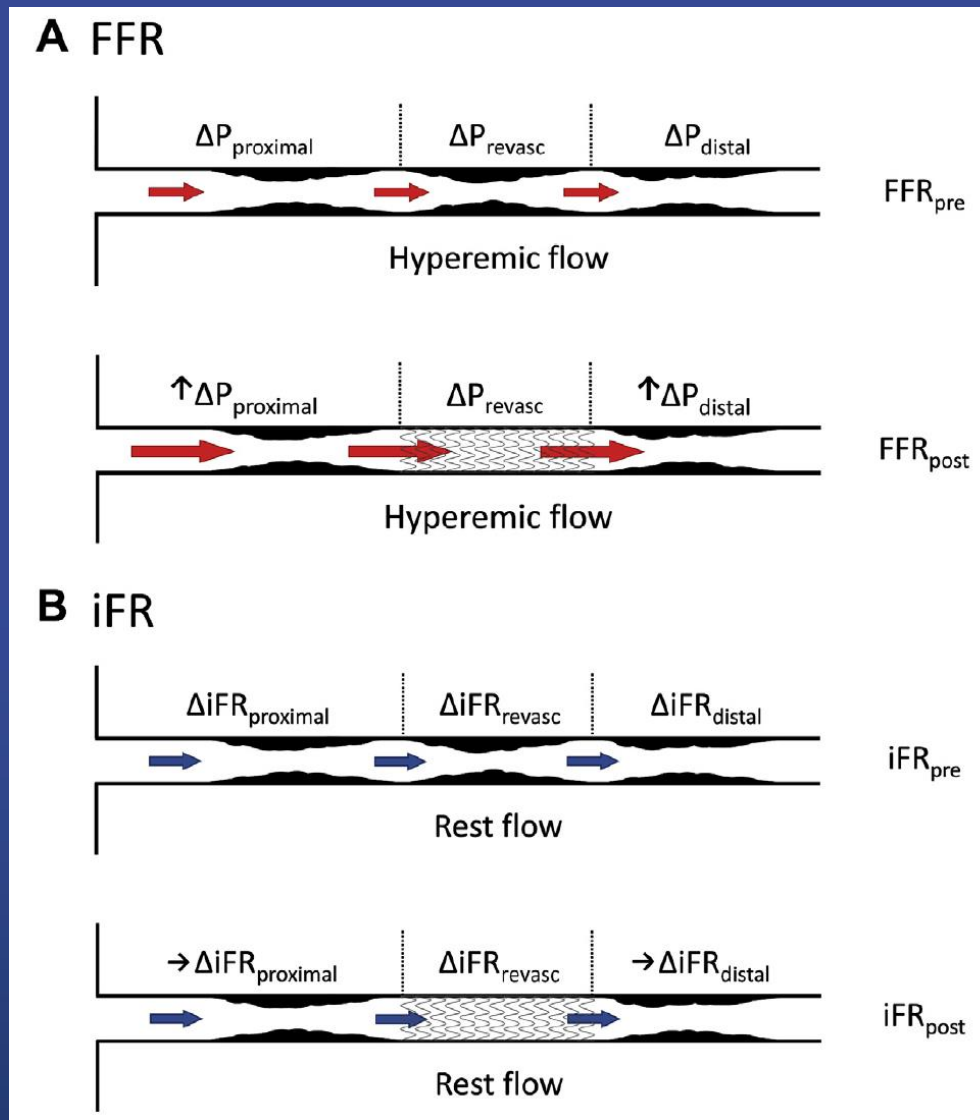 A FFR
ΔPproximal ΔPrevasc ΔPdistal
FFRpre
Hyperemic flow
↑ΔPproximal ΔPrevasc ↑ΔPdistal
FFRpost
Hyperemic flow
B iFR
ΔiFRproximal ΔiFRrevasc ΔiFRdistal
iFRpre
Rest flow
→ΔiFRproximal ΔiFRrevasc →ΔiFRdistal
iFRpost
Rest flow